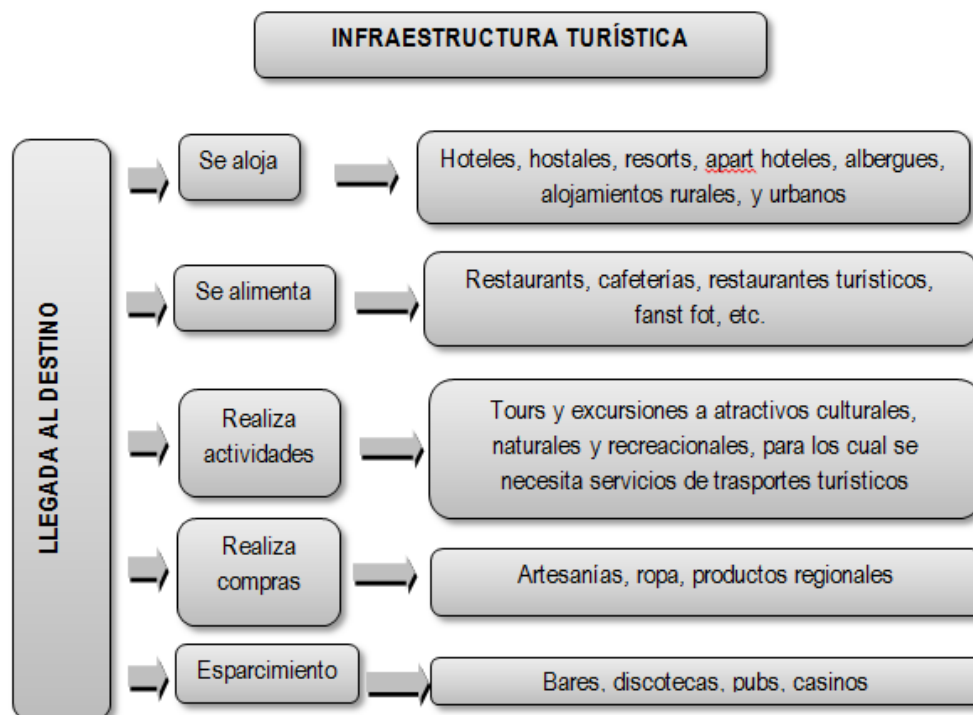 INFRAESTRUCTURA TURÍSTICA
LLEGADA AL DESTINO
Se aloja
Hoteles, hostales, resorts, apart hoteles, albergues,
alojamientos rurales, y urbanos
Se alimenta
Restaurants, cafeterías, restaurantes turísticos,
fanst fot, etc.
Realiza
actividades
Tours y excursiones a atractivos culturales,
naturales y recreacionales, para los cual se
necesita servicios de trasportes turísticos
Realiza
compras
Artesanías, ropa, productos regionales
Esparcimiento
Bares, discotecas, pubs, casinos